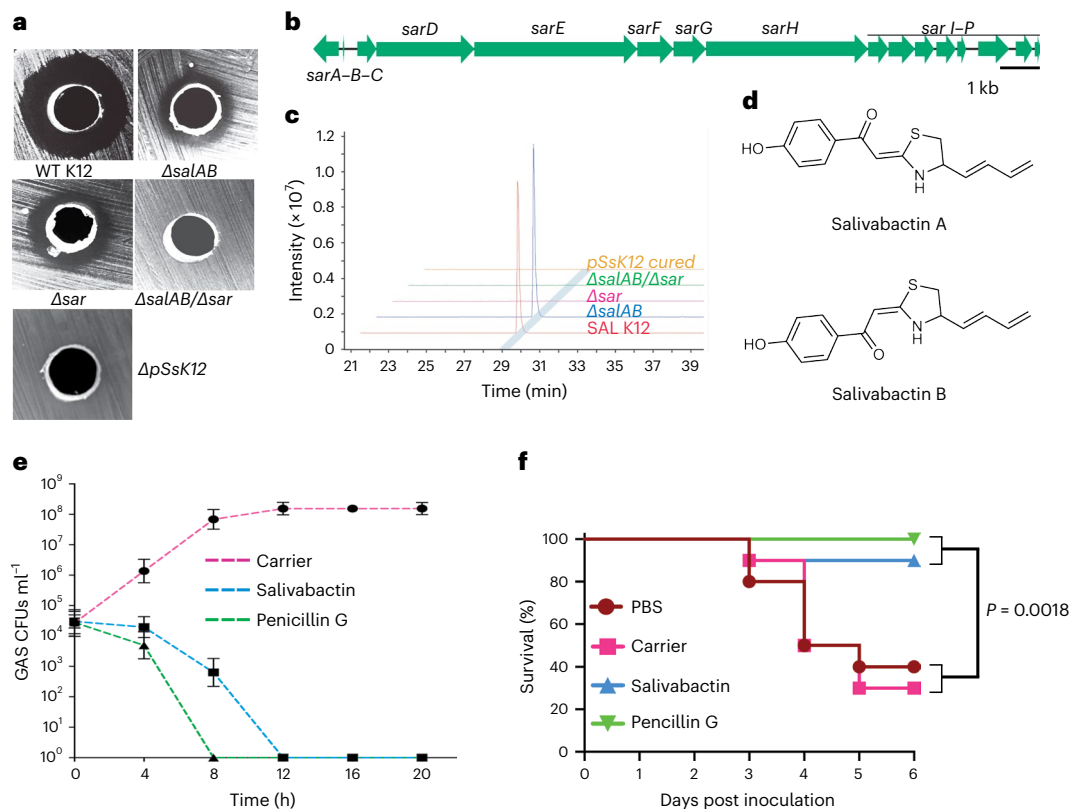 a
WT K12
ΔsalAB
Δsar
ΔsalAB/Δsar
ΔpSsK12
b
sarD
sarE
sarF
sarG
sarH
sar I–P
sarA–B–C
1 kb
c
Intensity (× 10⁷)
1.2
1.0
0.8
0.6
0.4
0.2
0
pSsK12 cured
ΔsalAB/Δsar
Δsar
ΔsalAB
SAL K12
21 23 25 27 29 31 33 35 37 39
Time (min)
d
O
S
HO
N
H
Salivabactin A
S
HO
O
N
H
Salivabactin B
e
GAS CFUs ml⁻¹
10⁹
10⁸
10⁷
10⁶
10⁵
10⁴
10³
10²
10¹
10⁰
Carrier
Salivabactin
Penicillin G
0 4 8 12 16 20
Time (h)
f
Survival (%)
100
80
60
40
20
0
PBS
Carrier
Salivabactin
Pencillin G
P = 0.0018
0 1 2 3 4 5 6
Days post inoculation